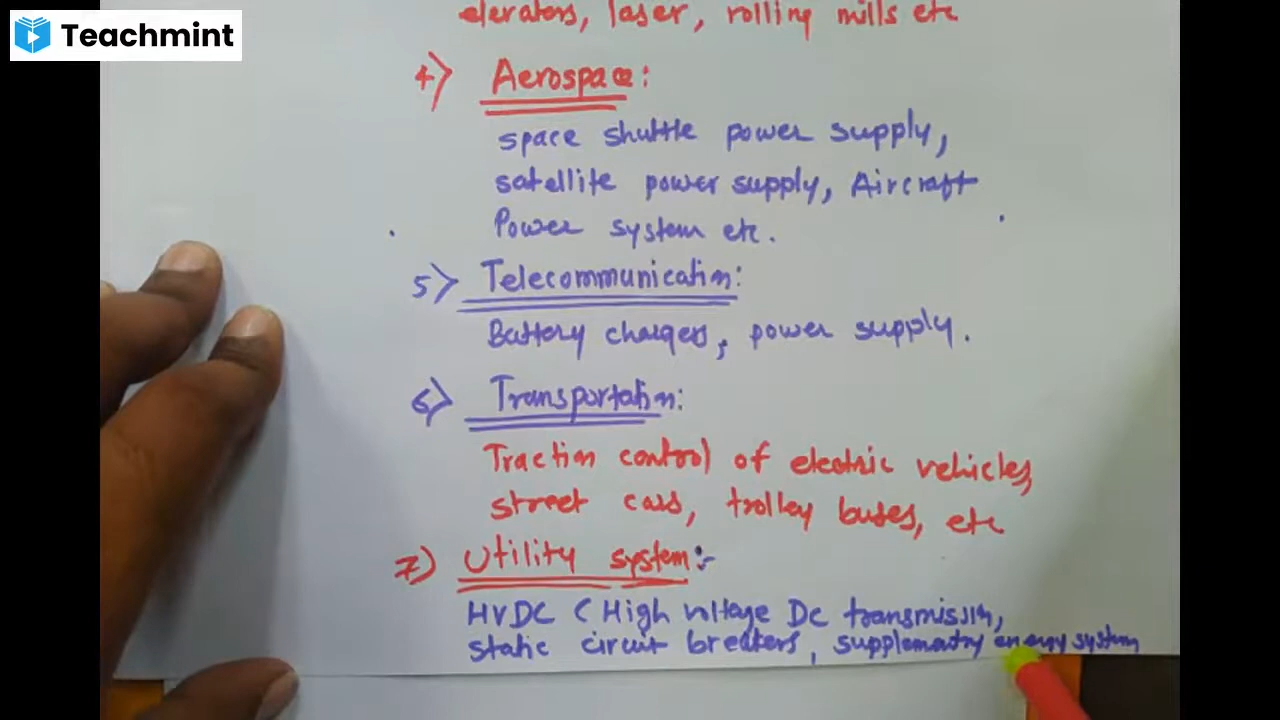 Teachmint
elevators, laser, rolling mills etc
4) Aerospace:
space shuttle power supply,
satellite power supply, Aircraft
Power system etc.
5) Telecommunication:
Battery chargers, power supply.
6) Transportation:
Traction control of electric vehicles,
street cars, trolley buses, etc
7) Utility system:-
HVDC (High voltage DC transmission,
static circuit breakers, supplementry energy system